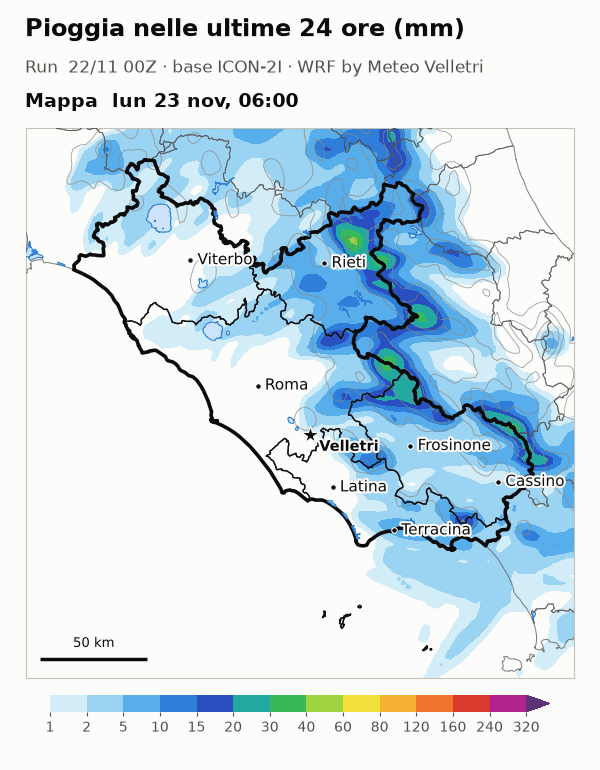 Pioggia nelle ultime 24 ore (mm)
Run 22/11 00Z · base ICON-2I · WRF by Meteo Velletri
Mappa lun 23 nov, 06:00
Viterbo
Rieti
Roma
Velletri
Frosinone
Cassino
Latina
Terracina
50 km
1 2 5 10 15 20 30 40 60 80 120 160 240 320